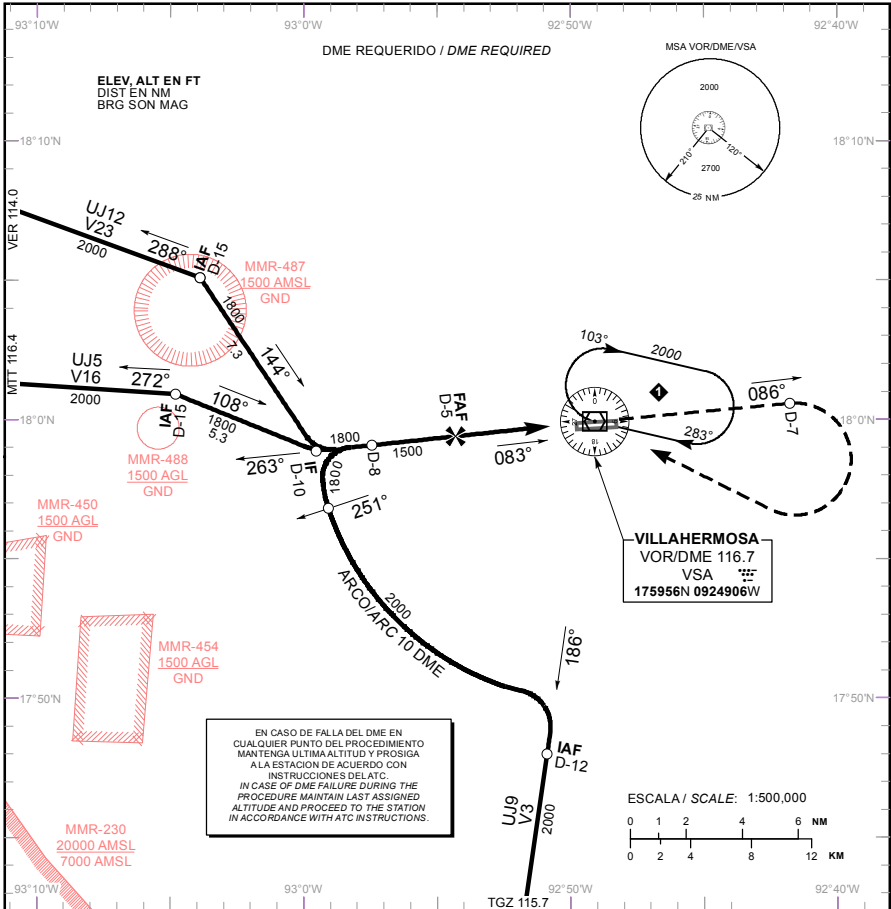 93°10'W
93°0'W
92°50'W
92°40'W
DME REQUERIDO / DME REQUIRED
MSA VOR/DME/VSA
2000
210°
120°
2700
25 NM
ELEV, ALT EN FT
DIST EN NM
BRG SON MAG
18°10'N
18°10'N
VER 114.0
UJ12
V23
2000
288°
IAF
D-15
MMR-487
1500 AMSL
GND
1800
7.3
144°
MTT 116.4
UJ5
V16
2000
272°
IAF
D-15
108°
1800
5.3
MMR-488
1500 AGL
GND
18°0'N
18°0'N
263°
IF
D-10
1800
1800
D-8
1500
FAF
D-5
083°
103°
2000
1
283°
086°
D-7
0
18
251°
ARCO/ARC 10 DME
2000
MMR-450
1500 AGL
GND
MMR-454
1500 AGL
GND
VILLAHERMOSA
VOR/DME 116.7
VSA
175956N 0924906W
186°
17°50'N
17°50'N
IAF
D-12
UJ9
V3
2000
TGZ 115.7
EN CASO DE FALLA DEL DME EN
CUALQUIER PUNTO DEL PROCEDIMIENTO
MANTENGA ULTIMA ALTITUD Y PROSIGA
A LA ESTACION DE ACUERDO CON
INSTRUCCIONES DEL ATC.
IN CASE OF DME FAILURE DURING THE
PROCEDURE MAINTAIN LAST ASSIGNED
ALTITUDE AND PROCEED TO THE STATION
IN ACCORDANCE WITH ATC INSTRUCTIONS.
MMR-230
20000 AMSL
7000 AMSL
ESCALA / SCALE: 1:500,000
0 1 2 4 6 NM
0 2 4 8 12 KM
93°10'W
93°0'W
92°50'W
92°40'W